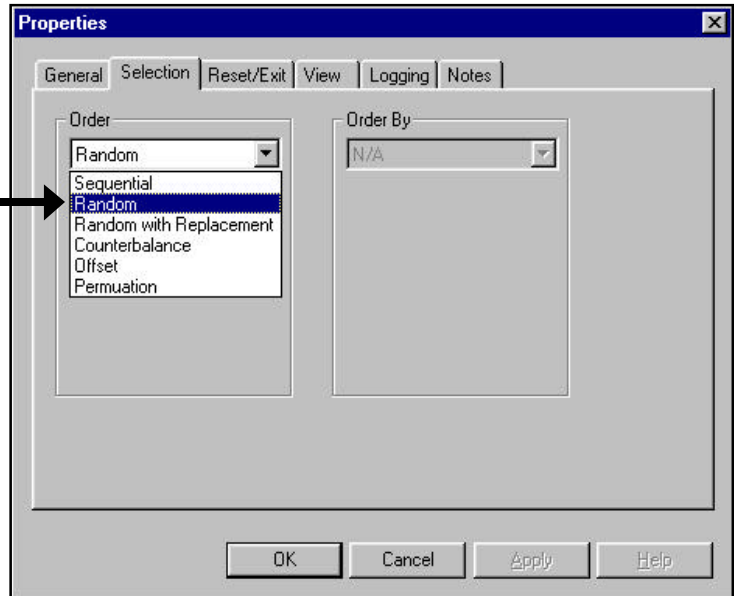 Properties
General Selection Reset/Exit View Logging Notes
Order
Order By
Random
N/A
Sequential
Random
Random with Replacement
Counterbalance
Offset
Permuation
OK Cancel Apply Help